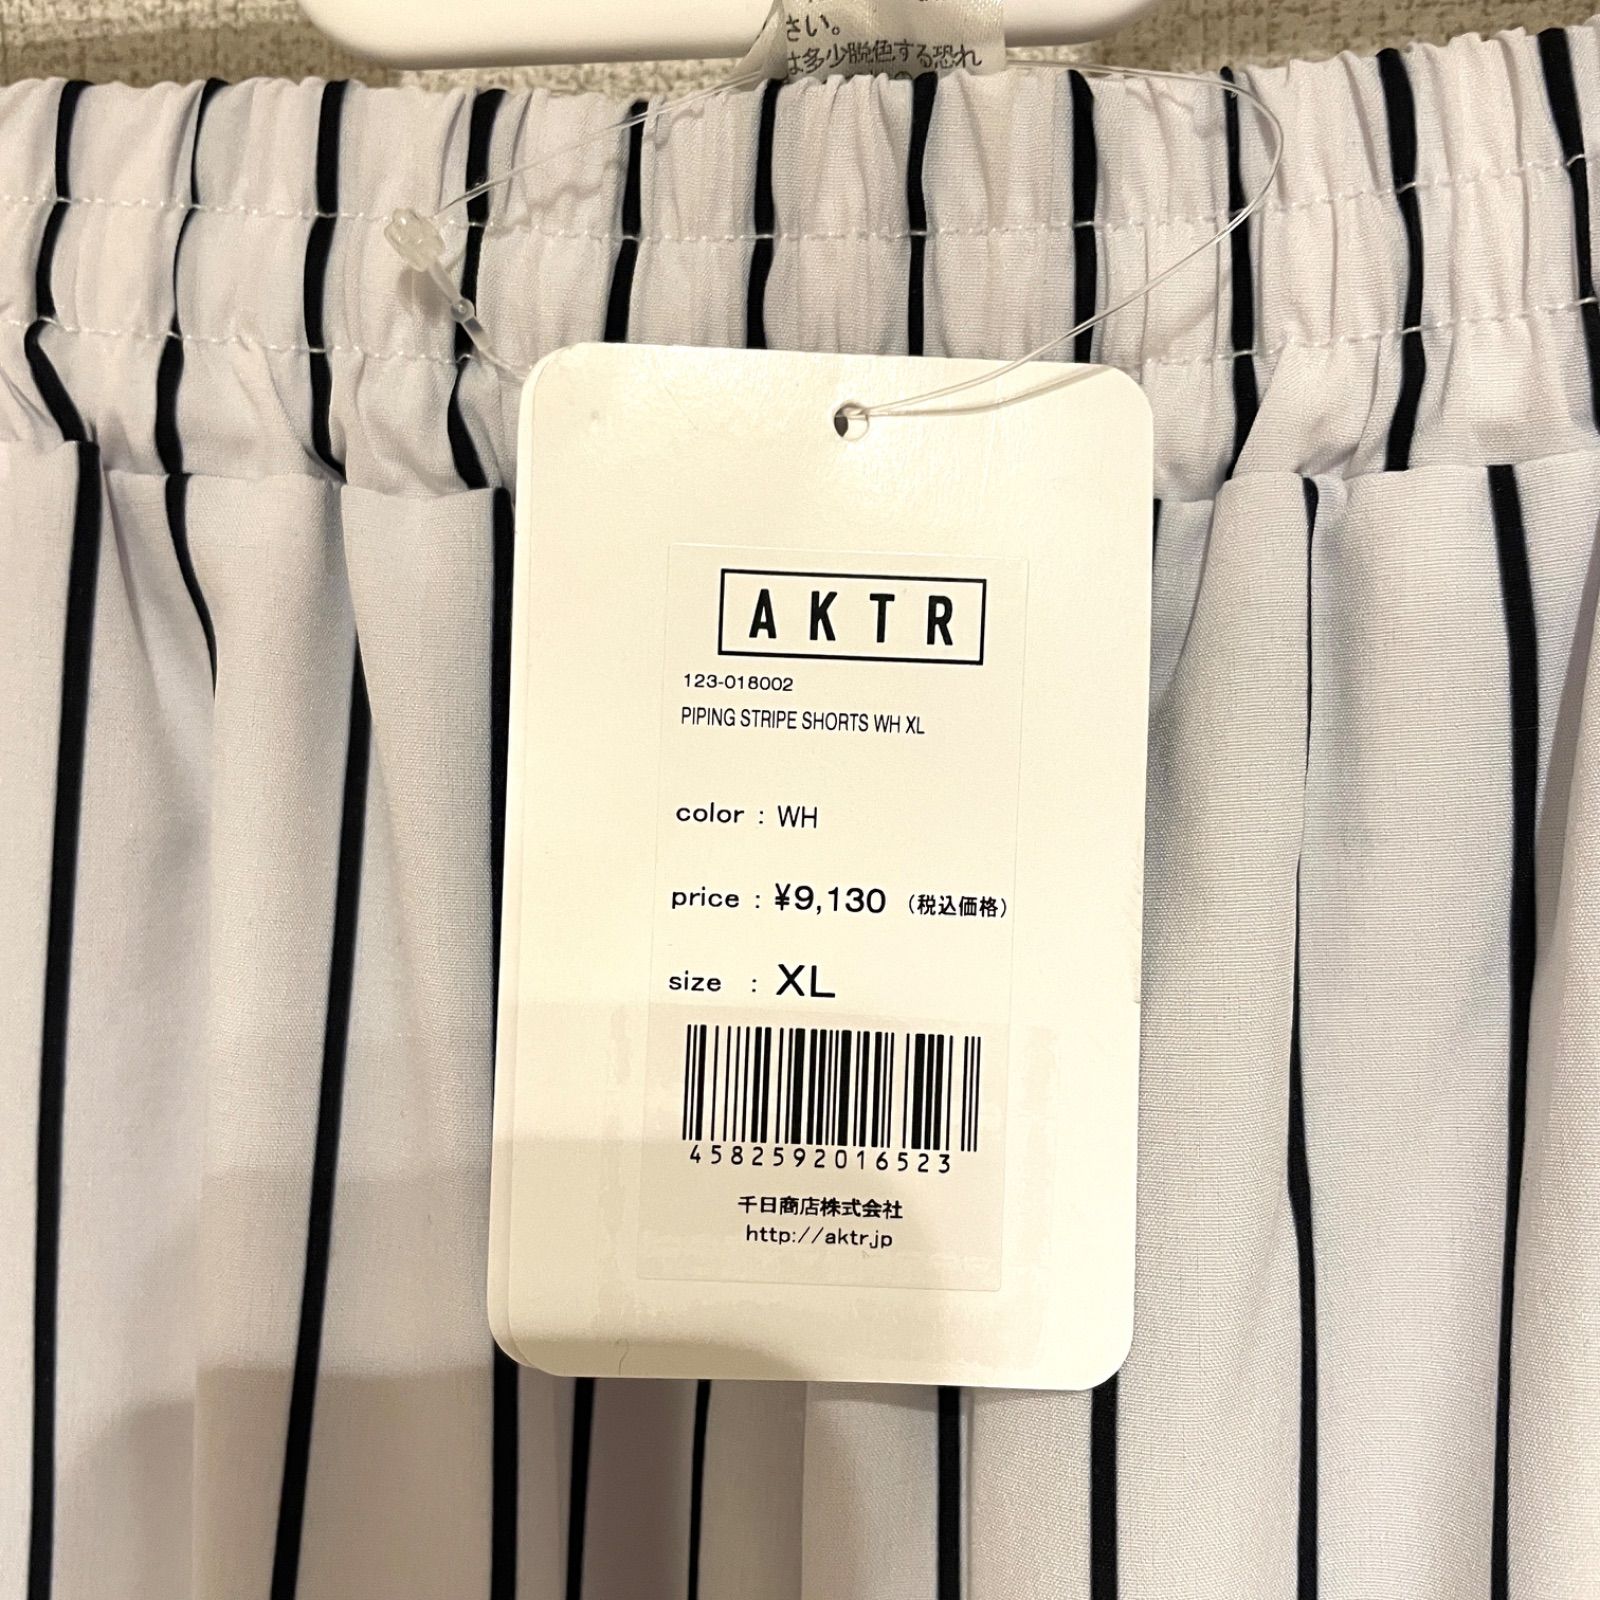 さい。
は多少脱色する恐れ
AKTR
123-018002
PIPING STRIPE SHORTS WH XL
color : WH
price : ¥9,130 (税込価格)
size : XL
4582592016523
千日商店株式会社
http://aktr.jp